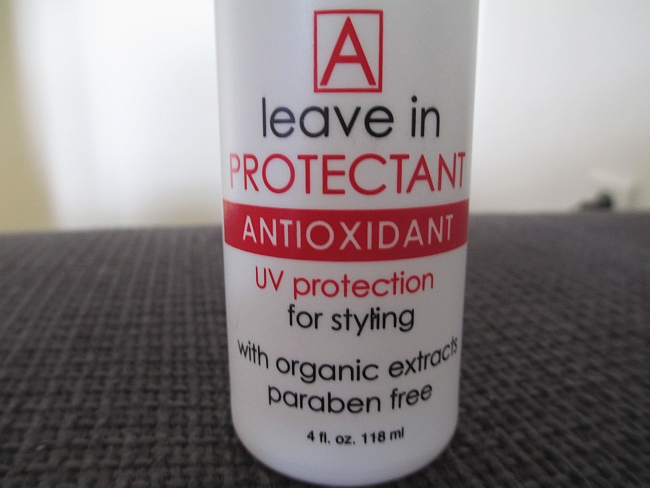 A
leave in
PROTECTANT
ANTIOXIDANT
UV protection
for styling
with organic extracts
paraben free
4 fl. oz. 118 ml